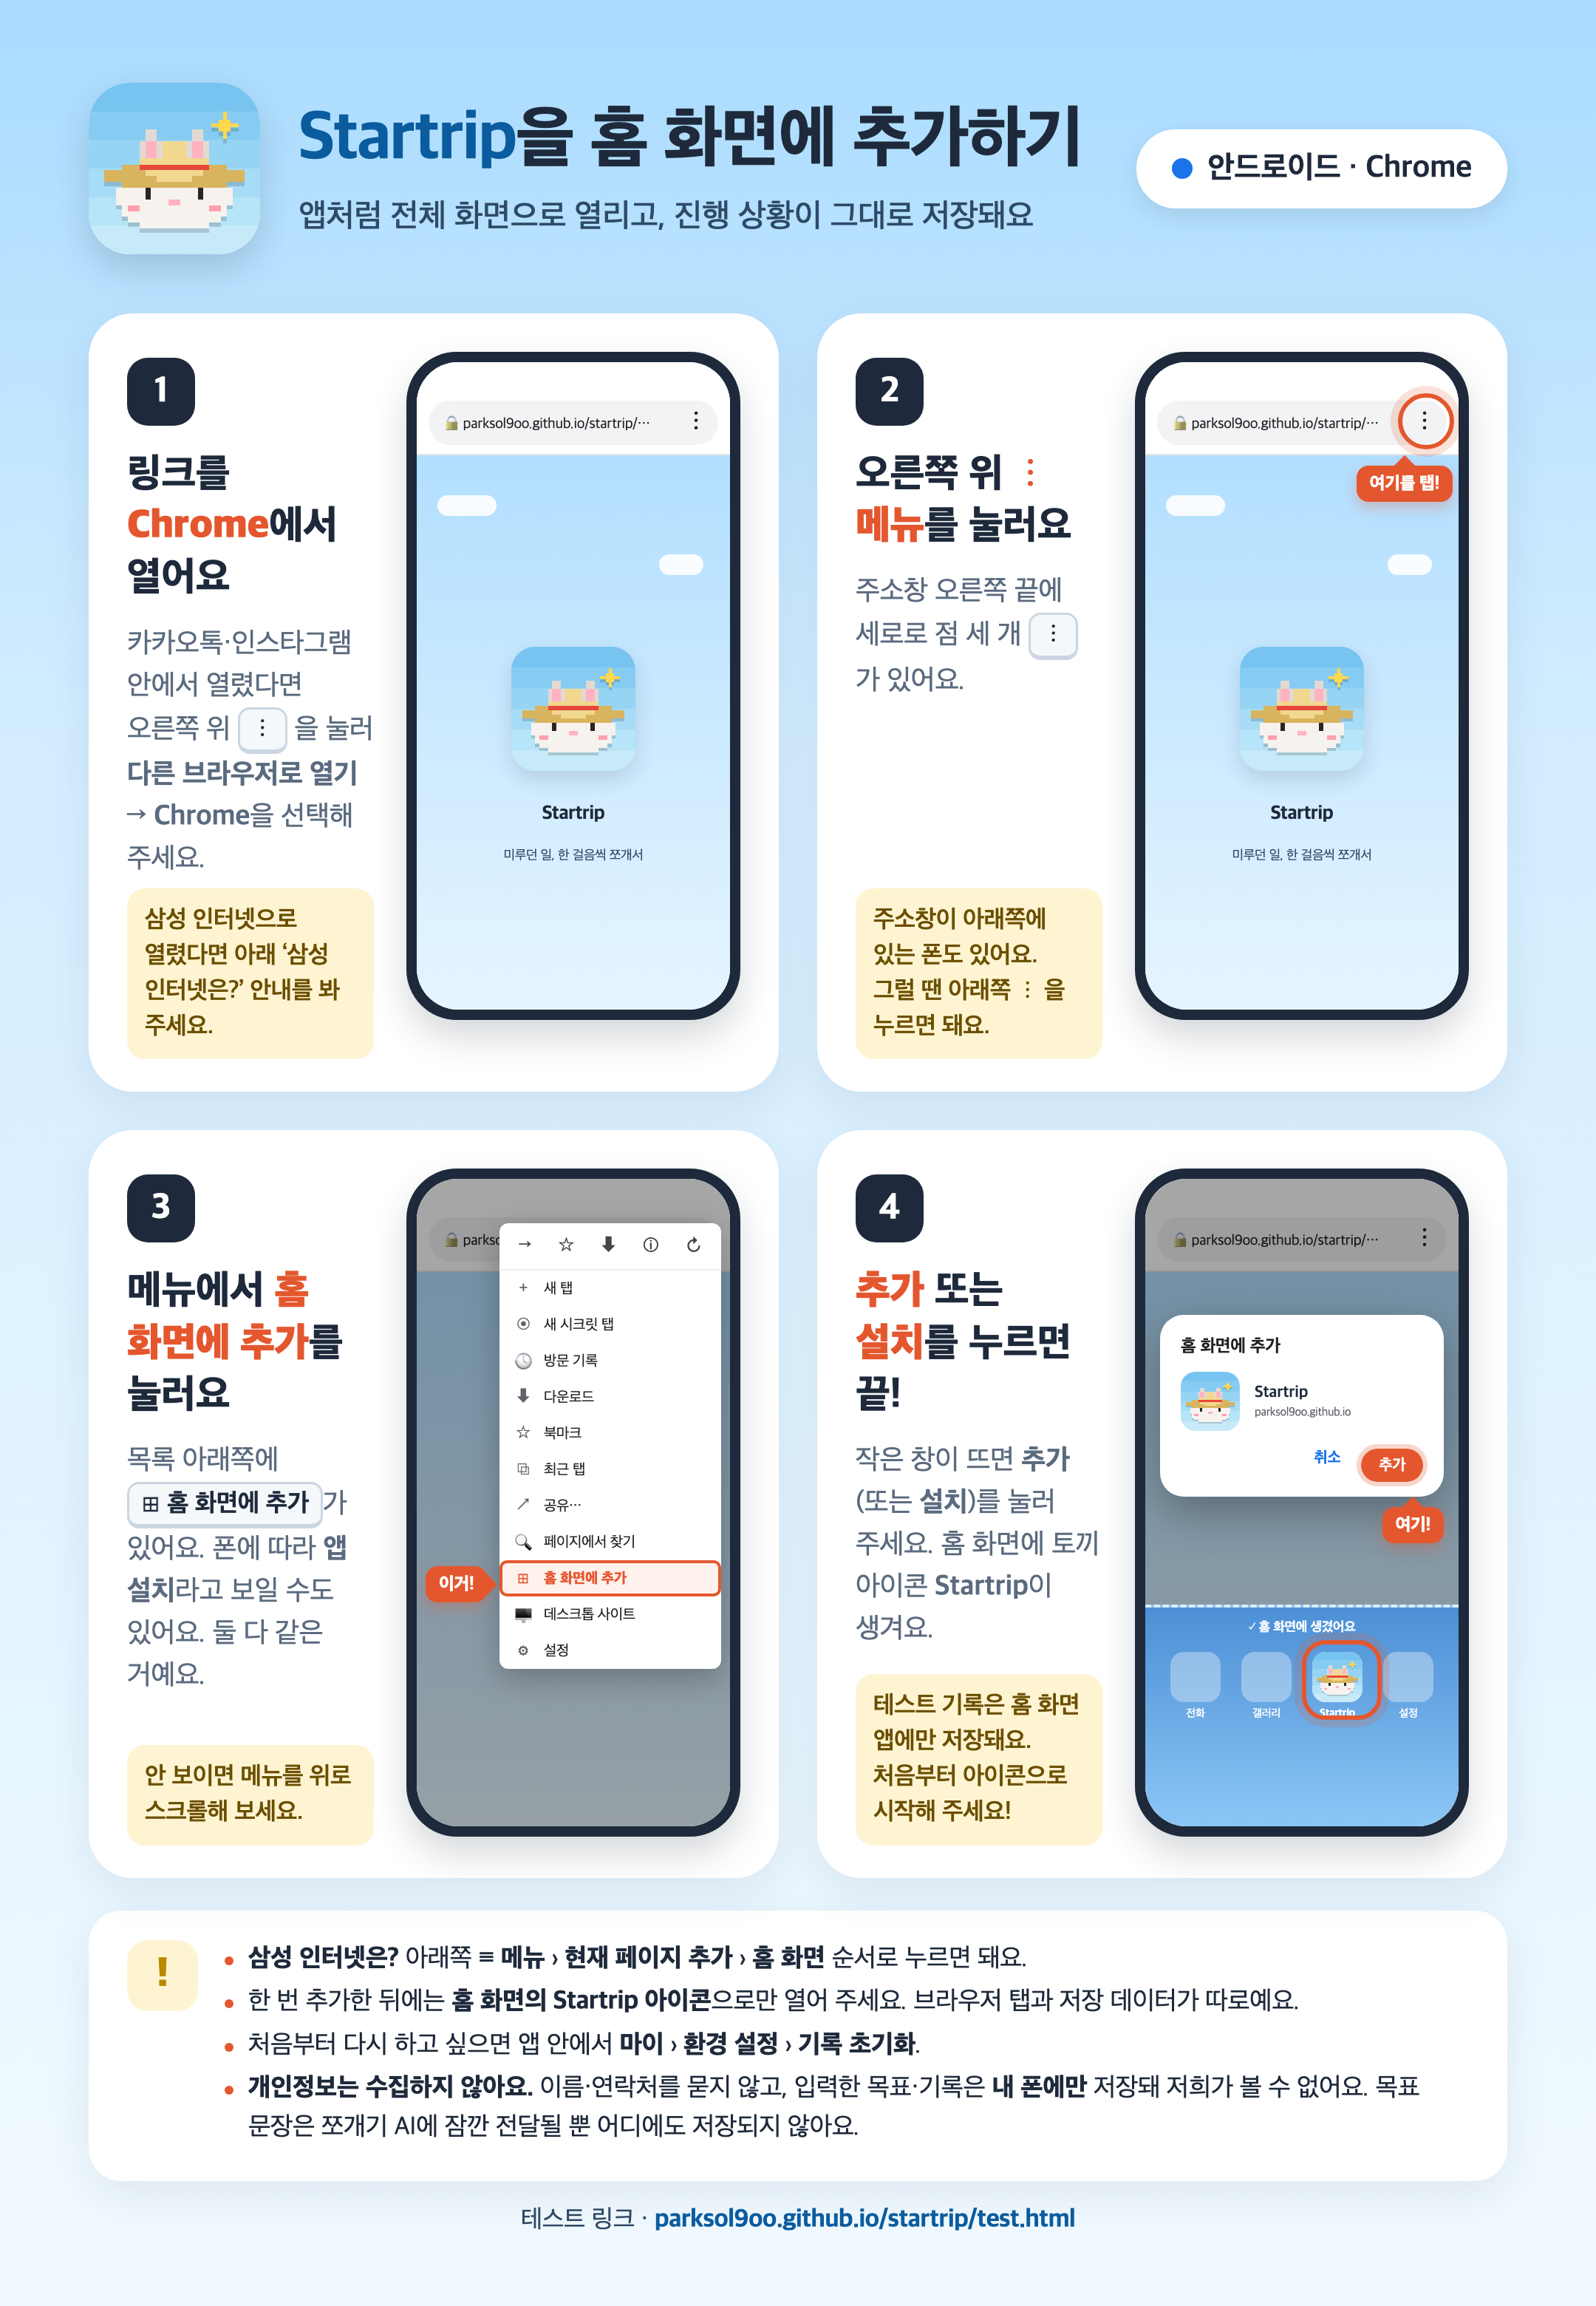 Startrip을 홈 화면에 추가하기
앱처럼 전체 화면으로 열리고, 진행 상황이 그대로 저장돼요
안드로이드 · Chrome
1
링크를
Chrome에서
열어요
카카오톡·인스타그램
안에서 열렸다면
오른쪽 위 ⋮ 을 눌러
다른 브라우저로 열기
→ Chrome을 선택해
주세요.
삼성 인터넷으로
열렸다면 아래 ‘삼성
인터넷은?’ 안내를 봐
주세요.
parksol9oo.github.io/startrip/⋯ ⋮
Startrip
미루던 일, 한 걸음씩 쪼개서
2
오른쪽 위 ⋮
메뉴를 눌러요
주소창 오른쪽 끝에
세로로 점 세 개 ⋮
가 있어요.
주소창이 아래쪽에
있는 폰도 있어요.
그럴 땐 아래쪽 ⋮ 을
누르면 돼요.
parksol9oo.github.io/startrip/⋯ ⋮
여기를 탭!
Startrip
미루던 일, 한 걸음씩 쪼개서
3
메뉴에서 홈
화면에 추가를
눌러요
목록 아래쪽에
⊞ 홈 화면에 추가 가
있어요. 폰에 따라 앱
설치라고 보일 수도
있어요. 둘 다 같은
거예요.
안 보이면 메뉴를 위로
스크롤해 보세요.
parksc
→ ☆ ⬇ ⓘ ↻
+ 새 탭
새 시크릿 탭
방문 기록
다운로드
북마크
최근 탭
공유⋯
페이지에서 찾기
이거!
홈 화면에 추가
데스크톱 사이트
설정
4
추가 또는
설치를 누르면
끝!
작은 창이 뜨면 추가
(또는 설치)를 눌러
주세요. 홈 화면에 토끼
아이콘 Startrip이
생겨요.
테스트 기록은 홈 화면
앱에만 저장돼요.
처음부터 아이콘으로
시작해 주세요!
parksol9oo.github.io/startrip/⋯ ⋮
홈 화면에 추가
Startrip
parksol9oo.github.io
취소 추가
여기!
✓ 홈 화면에 생겼어요
전화 갤러리 Startrip 설정
!
• 삼성 인터넷은? 아래쪽 ≡ 메뉴 › 현재 페이지 추가 › 홈 화면 순서로 누르면 돼요.
• 한 번 추가한 뒤에는 홈 화면의 Startrip 아이콘으로만 열어 주세요. 브라우저 탭과 저장 데이터가 따로예요.
• 처음부터 다시 하고 싶으면 앱 안에서 마이 › 환경 설정 › 기록 초기화.
• 개인정보는 수집하지 않아요. 이름·연락처를 묻지 않고, 입력한 목표·기록은 내 폰에만 저장돼 저희가 볼 수 없어요. 목표
문장은 쪼개기 AI에 잠깐 전달될 뿐 어디에도 저장되지 않아요.
테스트 링크 · parksol9oo.github.io/startrip/test.html